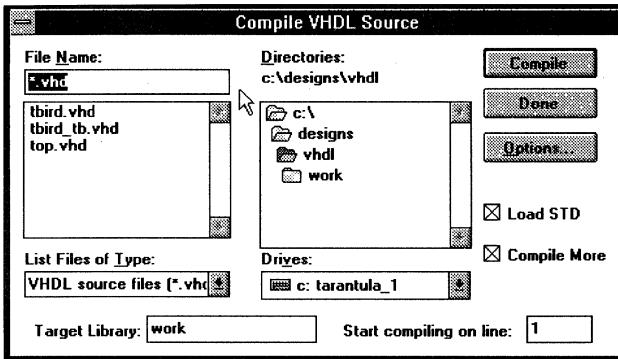 Compile VHDL Source
File Name:
*.vhd
tbird.vhd
tbird_tb.vhd
top.vhd
List Files of Type:
VHDL source files (*.vhd
Directories:
c:\designs\vhdl
c:\
designs
vhdl
work
Drives:
c: tarantula_1
Compile
Done
Options...
Load STD
Compile More
Target Library: work
Start compiling on line: 1